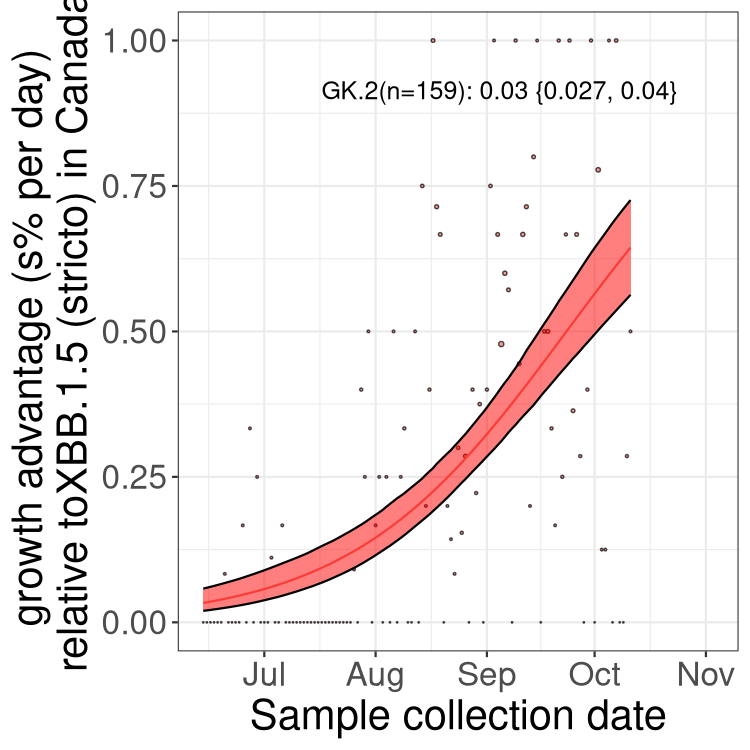 growth advantage (s% per day)
relative toXBB.1.5 (stricto) in Canada
1.00
0.75
0.50
0.25
0.00
GK.2(n=159): 0.03 {0.027, 0.04}
Jul Aug Sep Oct Nov
Sample collection date